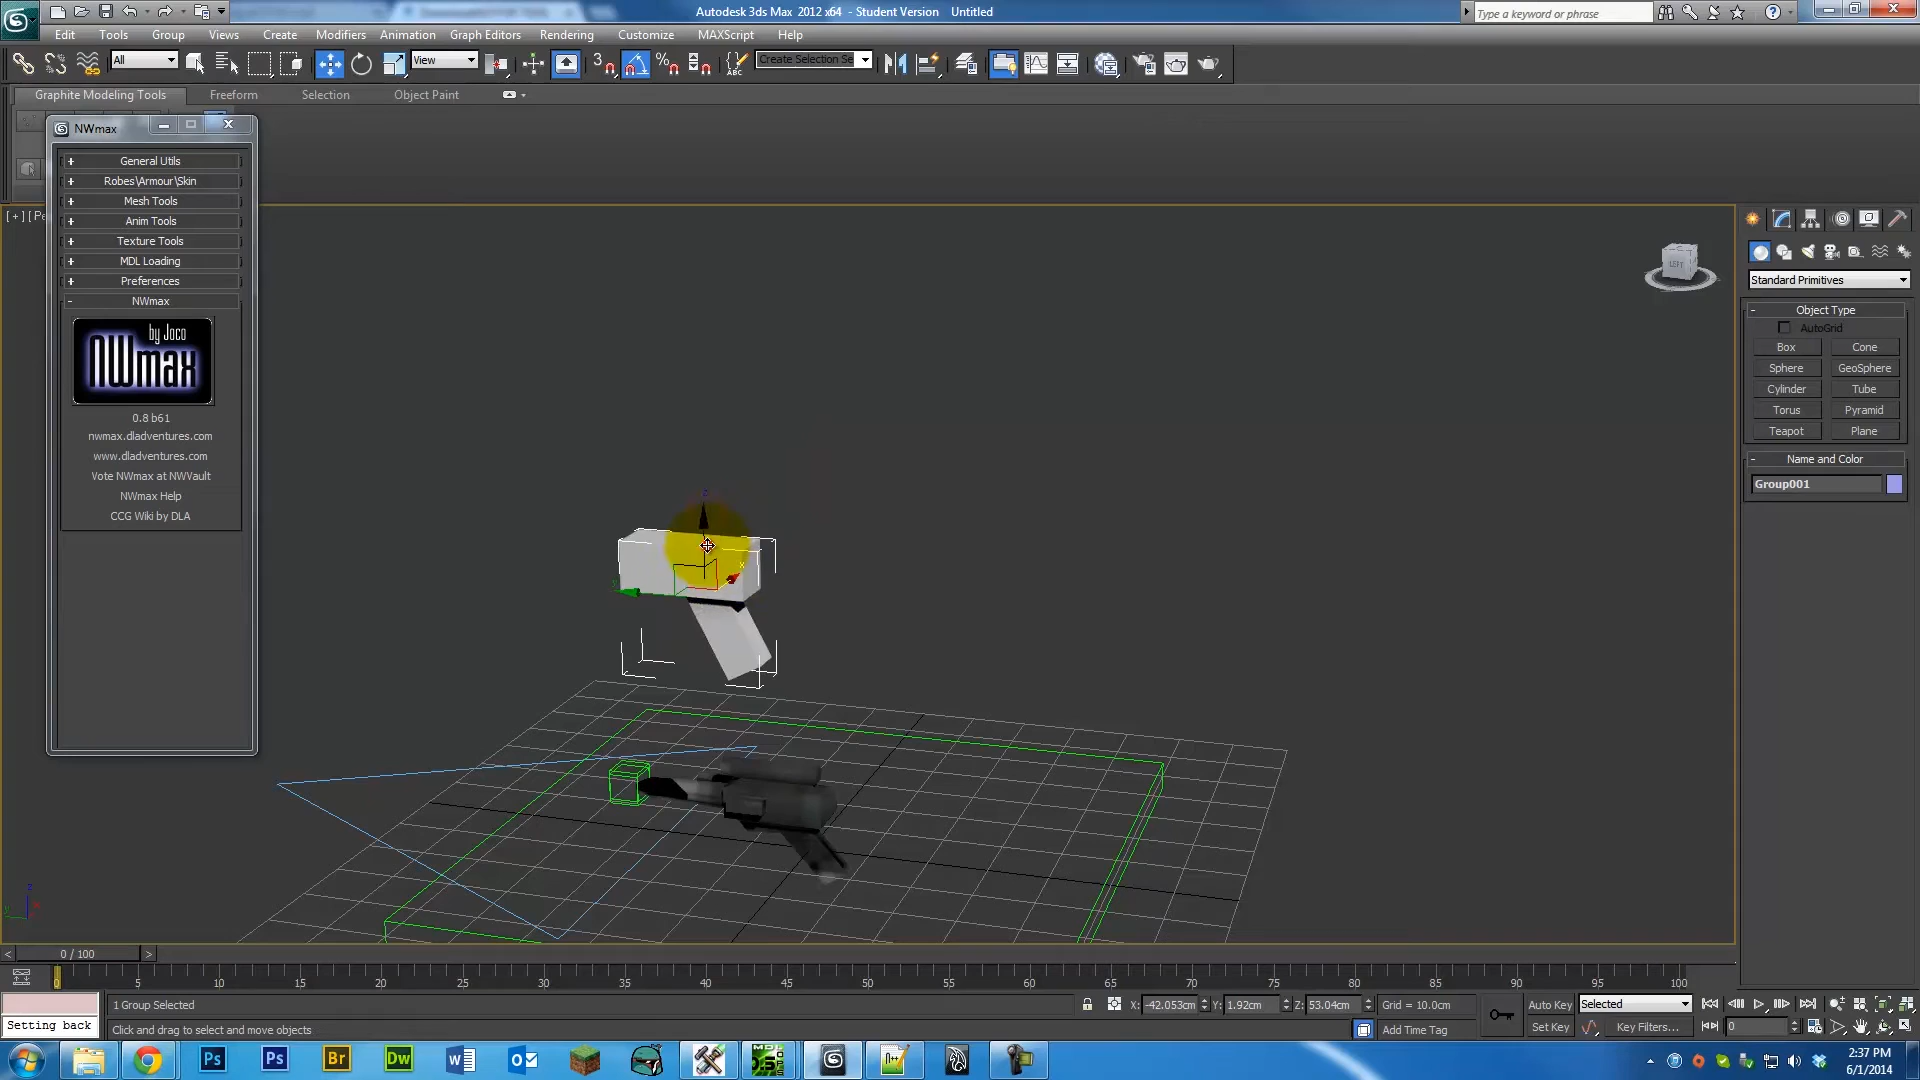 Autodesk 3ds Max 2012 x64 - Student Version Untitled
Type a keyword or phrase
Edit Tools Group Views Create Modifiers Animation Graph Editors Rendering Customize MAXScript Help
All View 3 % ABC Create Selection Se
Graphite Modeling Tools Freeform Selection Object Paint
NWmax
+ General Utils
+ Robes\Armour\Skin
+ Mesh Tools
+ Anim Tools
+ Texture Tools
+ MDL Loading
+ Preferences
- NWmax
by Joco
NWmax
0.8 b61
nwmax.dladventures.com
www.dladventures.com
Vote NWmax at NWVault
NWmax Help
CCG Wiki by DLA
[ + ] [ Pe
LEFT
z
x
y
Standard Primitives
- Object Type
AutoGrid
Box Cone
Sphere GeoSphere
Cylinder Tube
Torus Pyramid
Teapot Plane
- Name and Color
Group001
< 0 / 100 >
0 5 10 15 20 25 30 35 40 45 50 55 60 65 70 75 80 85 90 95 100
1 Group Selected
X: -42.053cm Y: 1.92cm Z: 53.04cm Grid = 10.0cm
Auto Key Selected
Setting back
Click and drag to select and move objects
Add Time Tag
Set Key Key Filters... 0
Ps Ps Br Dw W
2:37 PM
6/1/2014